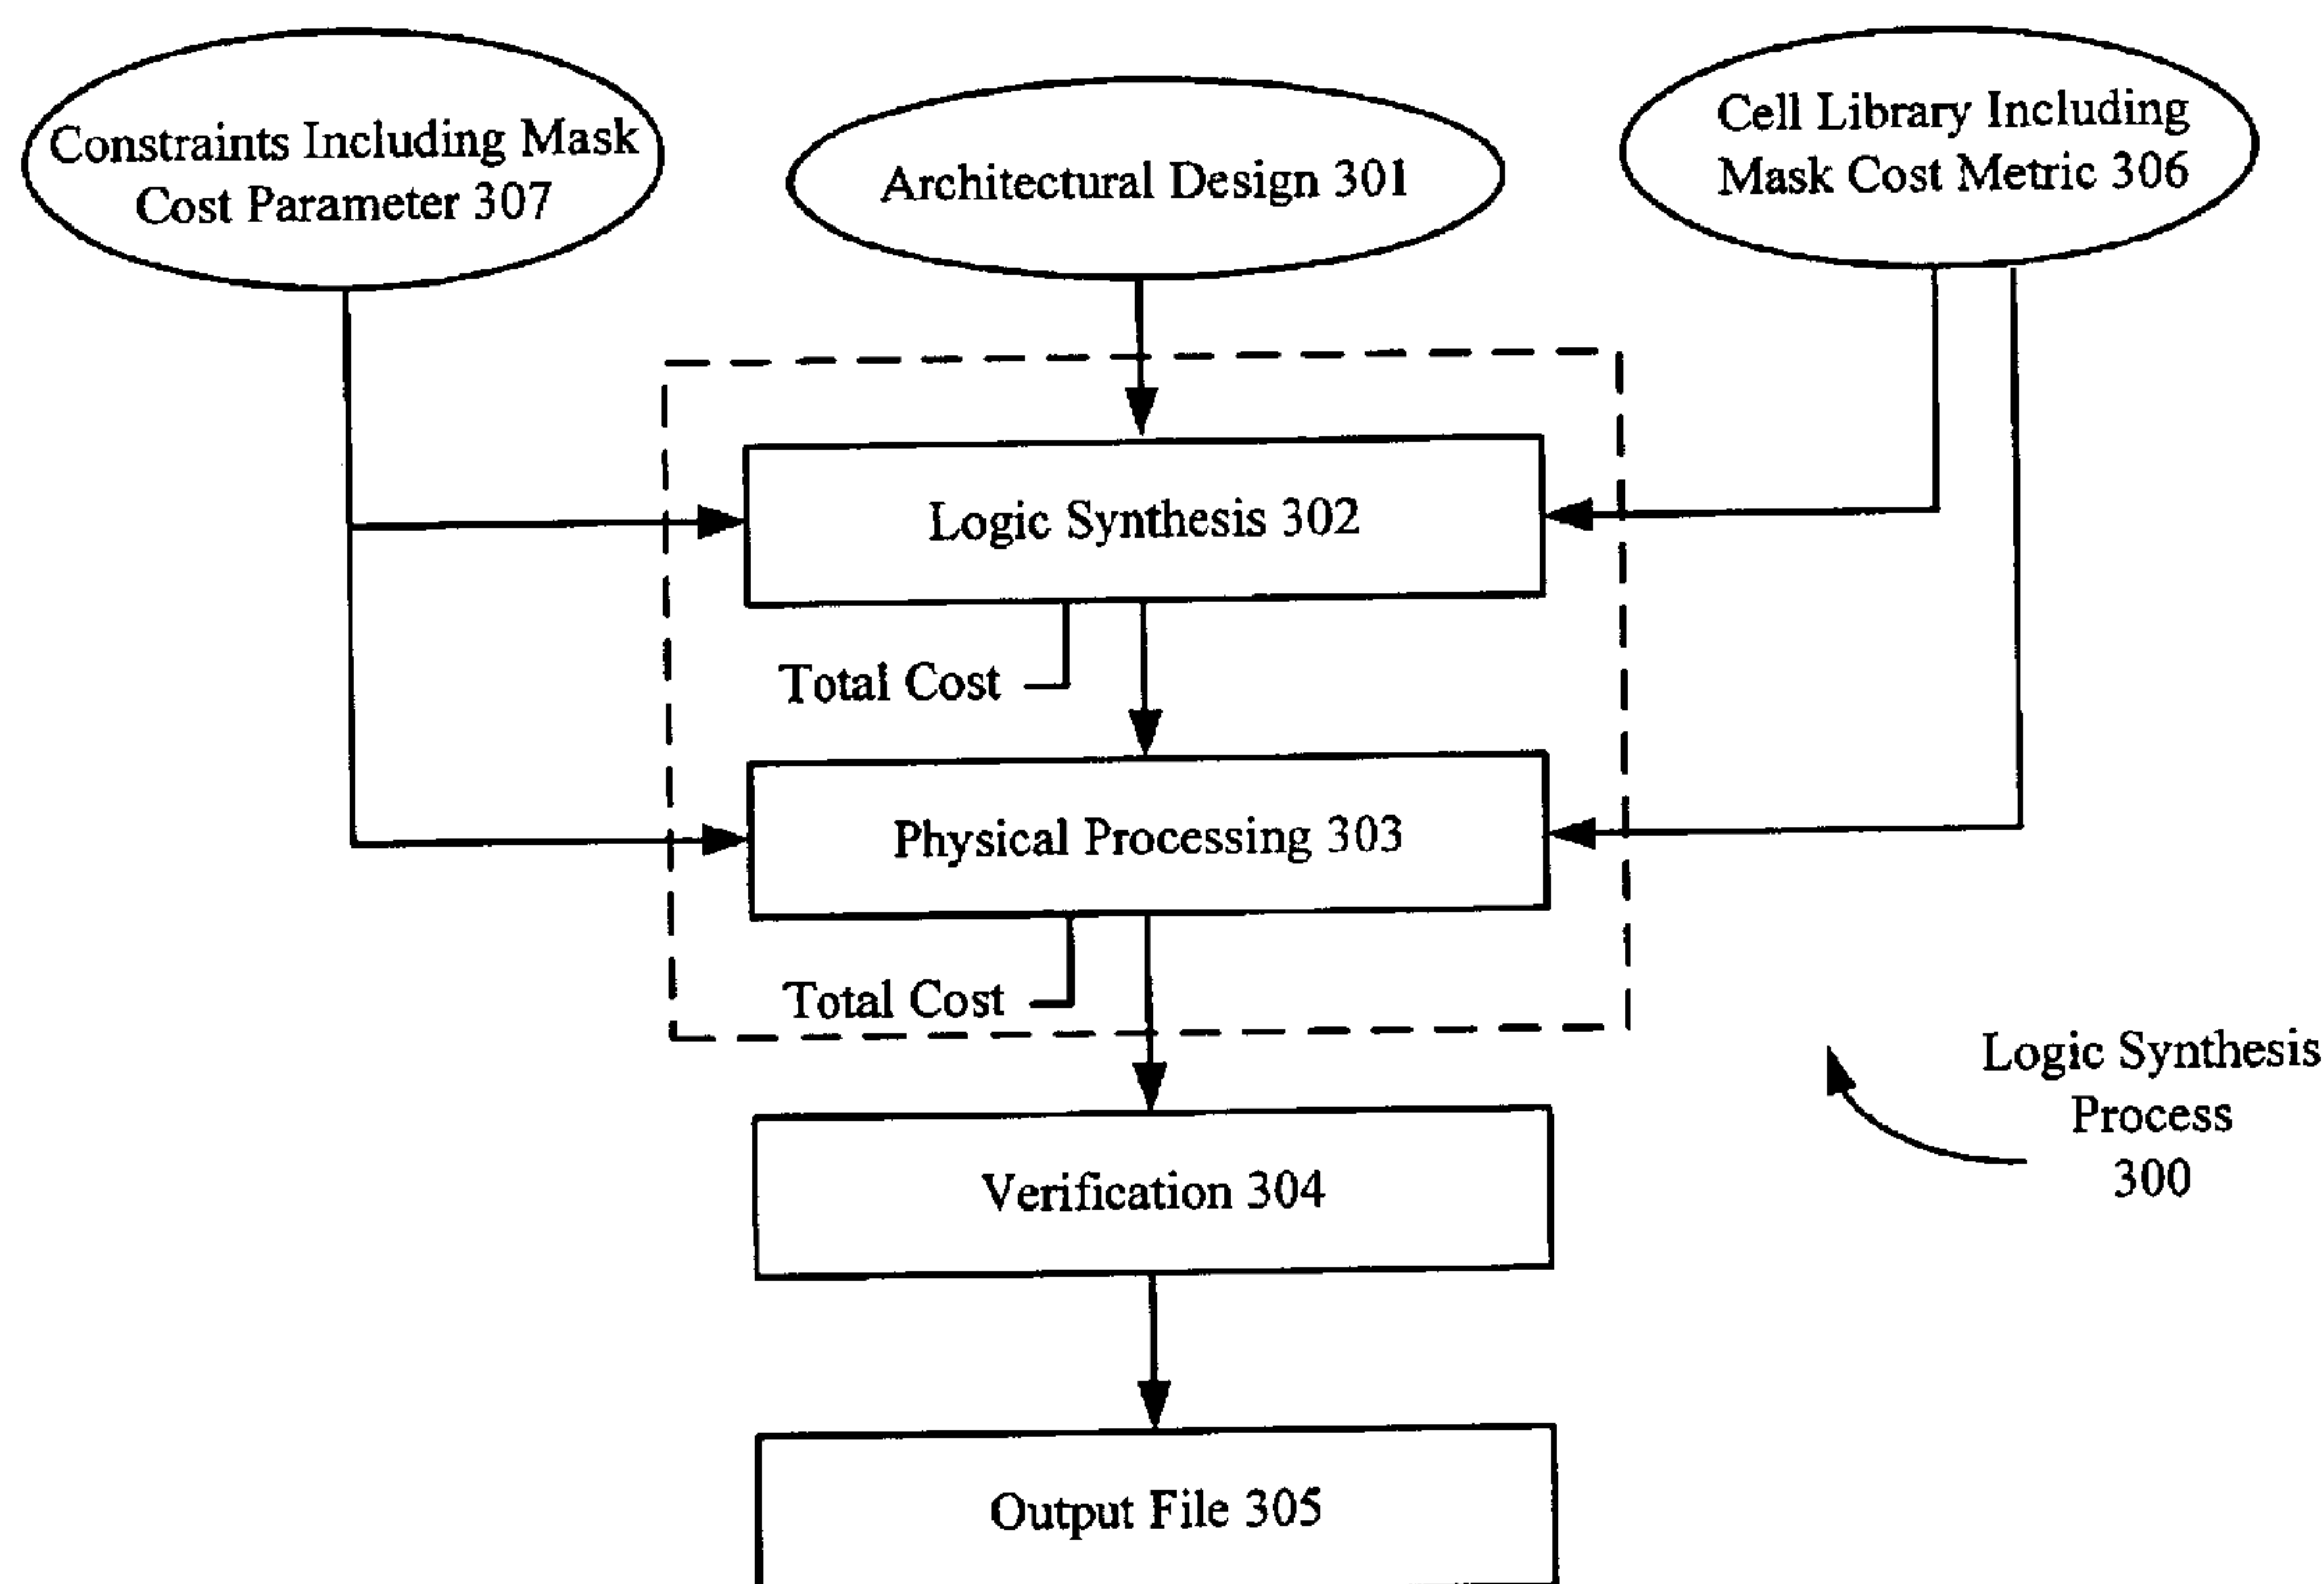 Constraints Including Mask
Cost Parameter 307
Architectural Design 301
Cell Library Including
Mask Cost Metric 306
Logic Synthesis 302
Total Cost
Physical Processing 303
Total Cost
Logic Synthesis
Process
300
Verification 304
Output File 305